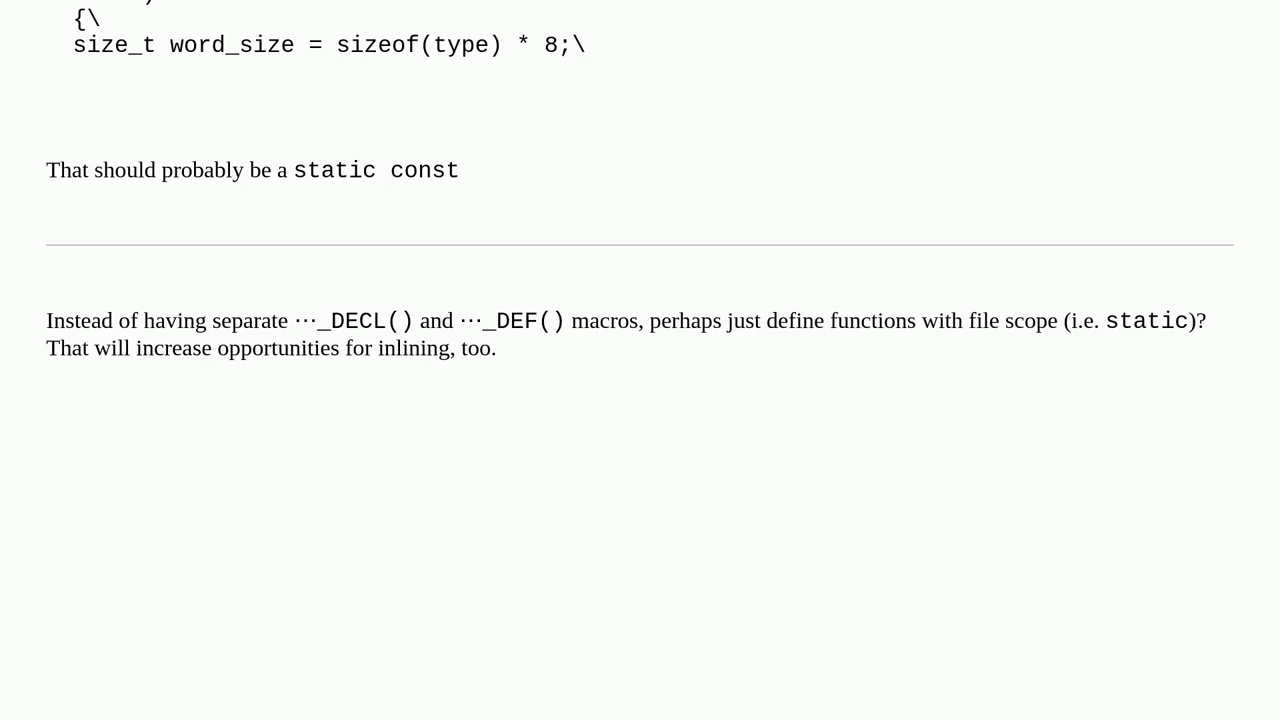 {\
size_t word_size = sizeof(type) * 8;\
That should probably be a static const
Instead of having separate ⋯_DECL() and ⋯_DEF() macros, perhaps just define functions with file scope (i.e. static)?
That will increase opportunities for inlining, too.